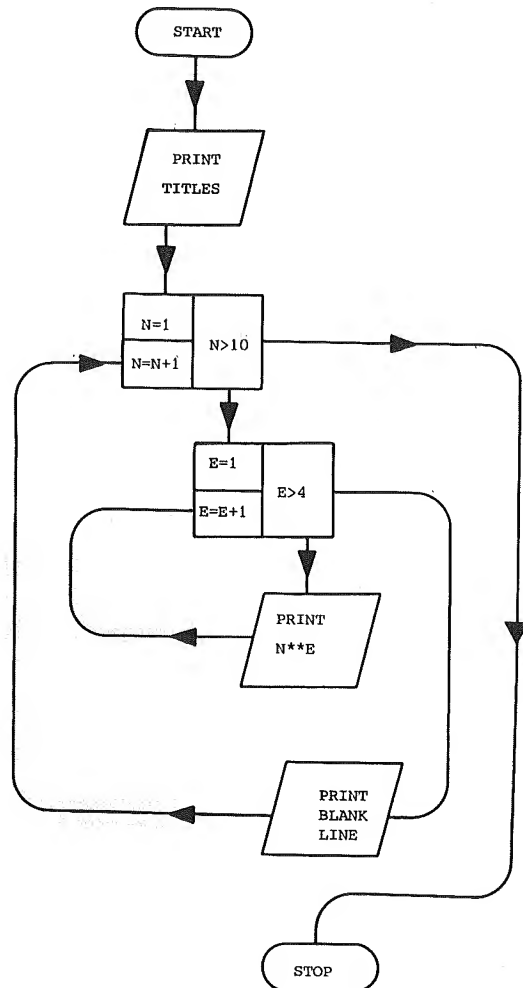 START
PRINT
TITLES
N=1
N=N+1
N>10
E=1
E=E+1
E>4
PRINT
N**E
PRINT
BLANK
LINE
STOP